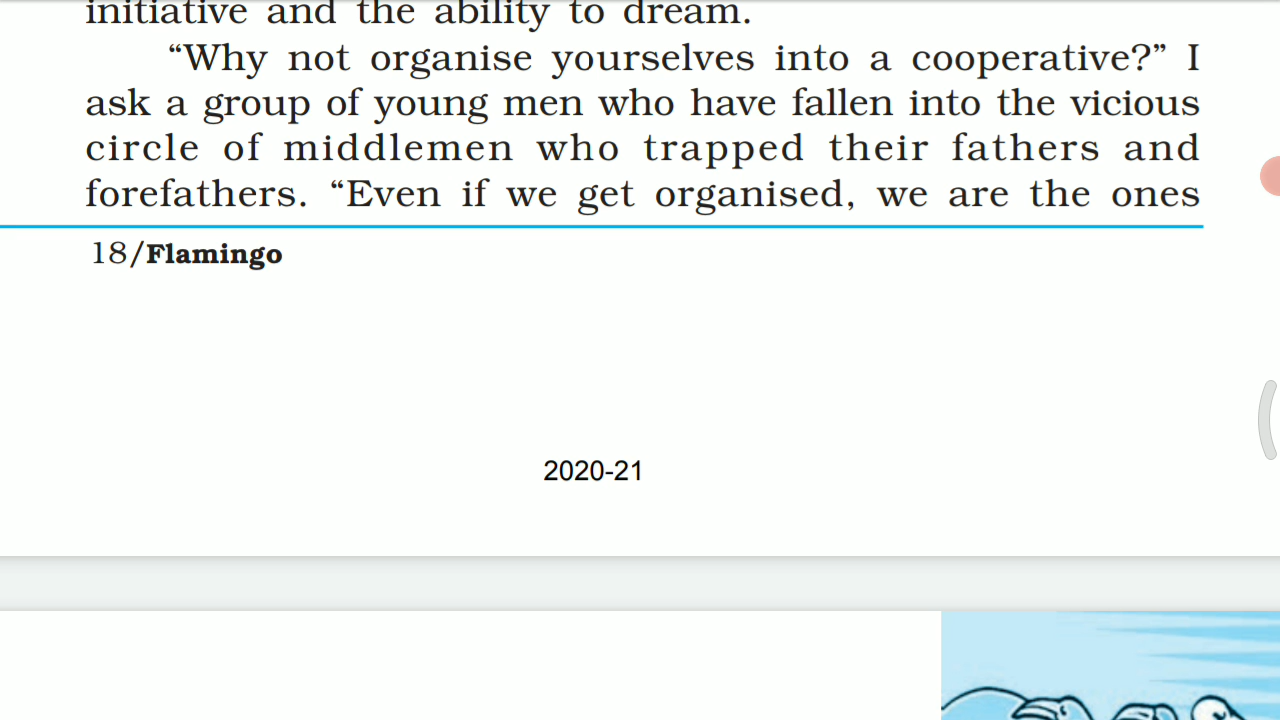 initiative and the ability to dream.
“Why not organise yourselves into a cooperative?” I
ask a group of young men who have fallen into the vicious
circle of middlemen who trapped their fathers and
forefathers. “Even if we get organised, we are the ones
18/Flamingo
2020-21